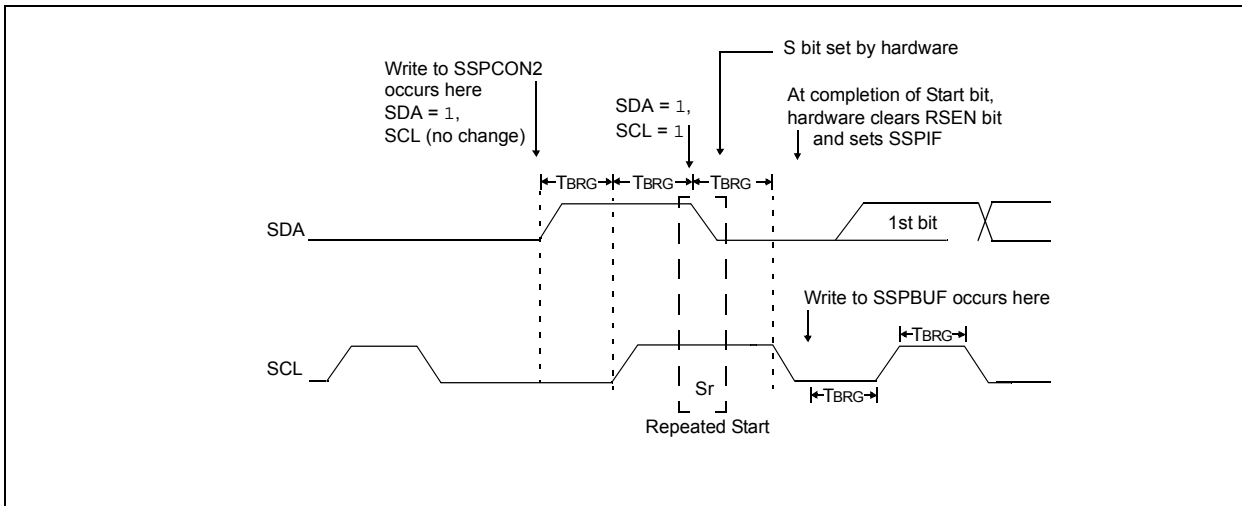 S bit set by hardware
Write to SSPCON2
occurs here
SDA = 1,
SCL (no change)
SDA = 1,
SCL = 1
At completion of Start bit,
hardware clears RSEN bit
and sets SSPIF
TBRG TBRG TBRG
SDA
1st bit
Write to SSPBUF occurs here
TBRG
SCL
Sr
TBRG
Repeated Start